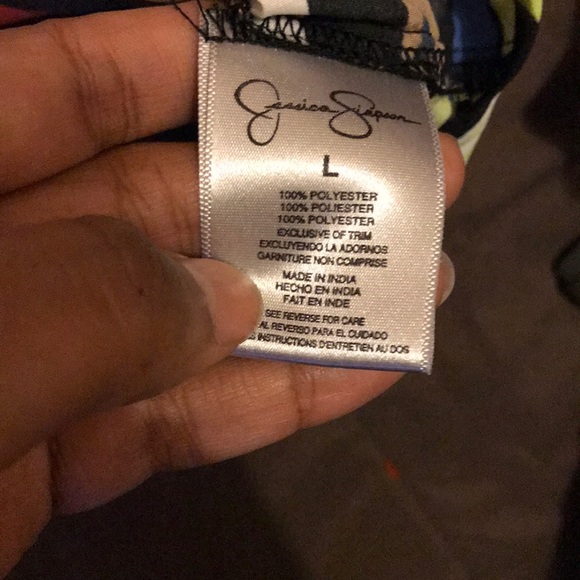 Jessica Simpson
L
100% POLYESTER
100% POLIESTER
100% POLYESTER
EXCLUSIVE OF TRIM
EXCLUYENDO LA ADORNOS
GARNITURE NON COMPRISE
MADE IN INDIA
HECHO EN INDIA
FAIT EN INDE
SEE REVERSE FOR CARE
AL REVERSO PARA EL CUIDADO
INSTRUCTIONS D'ENTRETIEN AU DOS